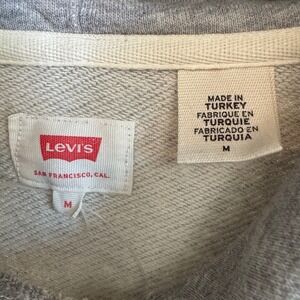 LEVI'S
SAN FRANCISCO, CAL.
M
MADE IN
TURKEY
FABRIQUE EN
TURQUIE
FABRICADO EN
TURQUIA
M